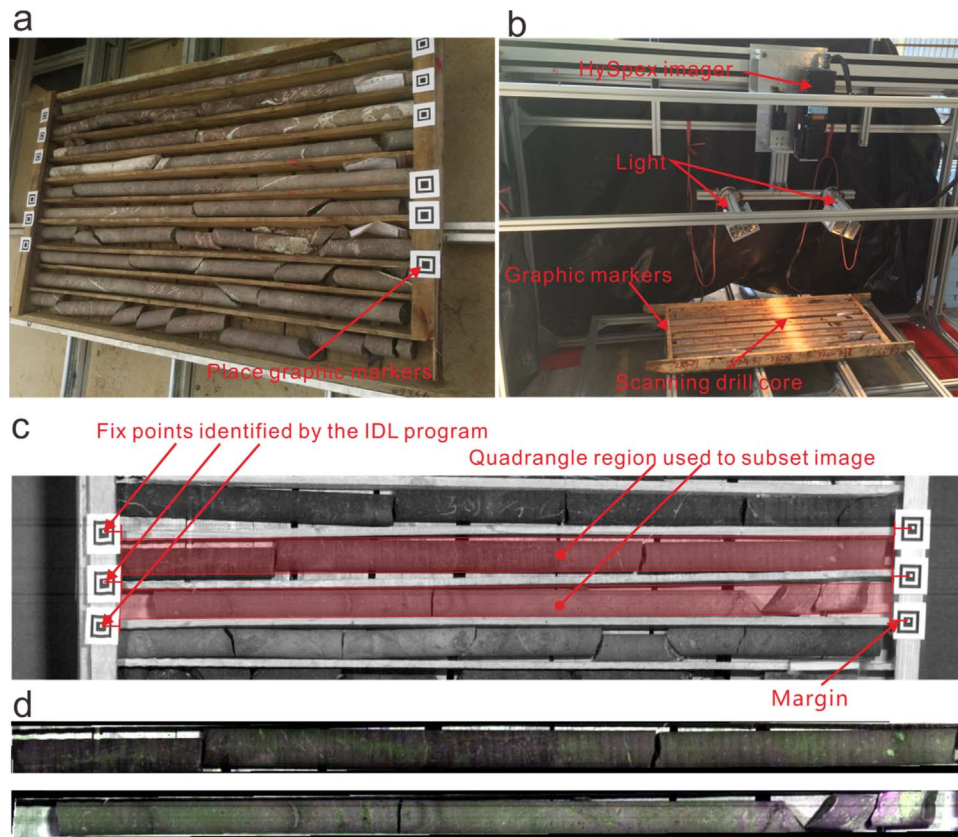 a
b
HySpex imager
Light
Graphic markers
Place graphic markers
Scanning drill core
c
Fix points identified by the IDL program
Quadrangle region used to subset image
Margin
d